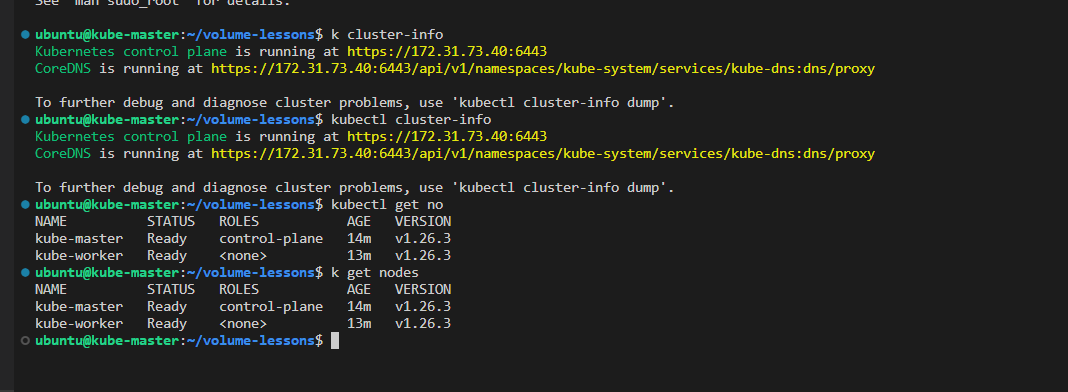 See 'man sudo_root' for details.
ubuntu@kube-master:~/volume-lessons$ k cluster-info
Kubernetes control plane is running at https://172.31.73.40:6443
CoreDNS is running at https://172.31.73.40:6443/api/v1/namespaces/kube-system/services/kube-dns:dns/proxy
To further debug and diagnose cluster problems, use 'kubectl cluster-info dump'.
ubuntu@kube-master:~/volume-lessons$ kubectl cluster-info
Kubernetes control plane is running at https://172.31.73.40:6443
CoreDNS is running at https://172.31.73.40:6443/api/v1/namespaces/kube-system/services/kube-dns:dns/proxy
To further debug and diagnose cluster problems, use 'kubectl cluster-info dump'.
ubuntu@kube-master:~/volume-lessons$ kubectl get no
NAME STATUS ROLES AGE VERSION
kube-master Ready control-plane 14m v1.26.3
kube-worker Ready <none> 13m v1.26.3
ubuntu@kube-master:~/volume-lessons$ k get nodes
NAME STATUS ROLES AGE VERSION
kube-master Ready control-plane 14m v1.26.3
kube-worker Ready <none> 13m v1.26.3
ubuntu@kube-master:~/volume-lessons$